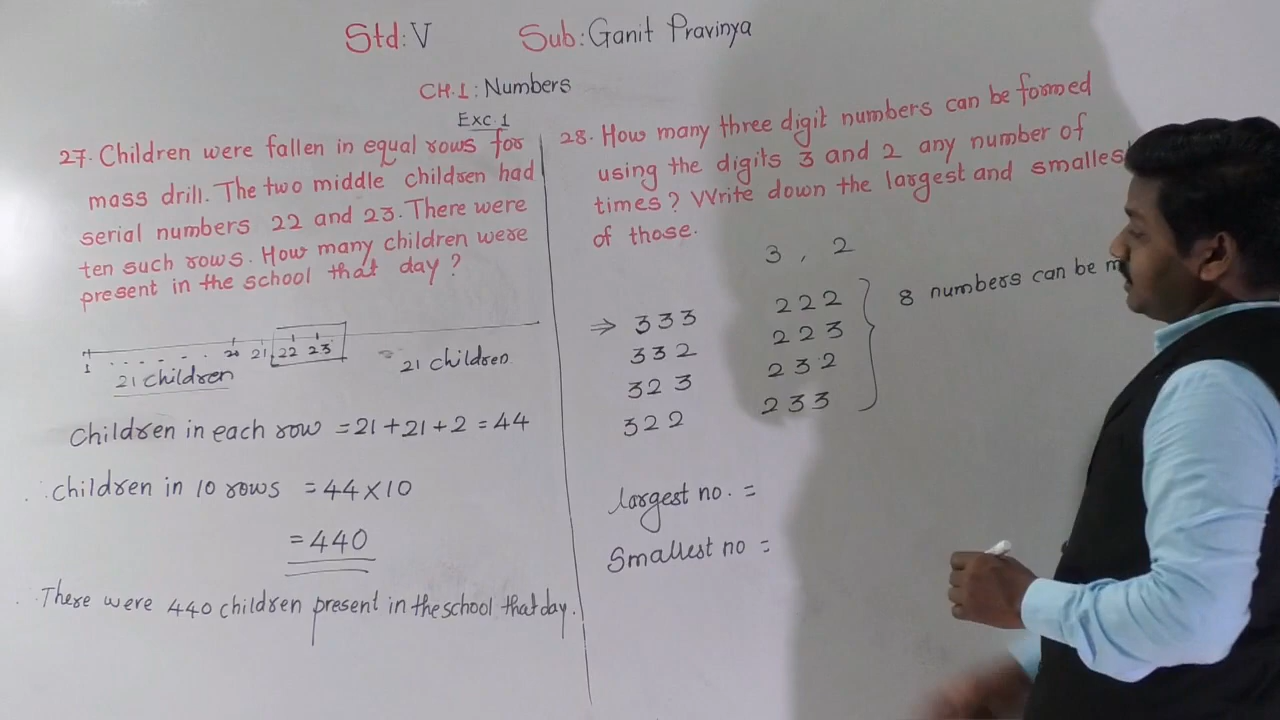 Std: V Sub: Ganit Pravinya
CH.1: Numbers
Exc.1
27. Children were fallen in equal rows for
mass drill. The two middle children had
serial numbers 22 and 23. There were
ten such rows. How many children were
present in the school that day?
1 . . . . . . 20 21 22 23 = 21 children
21 children
Children in each row = 21 + 21 + 2 = 44
∴ Children in 10 rows = 44 × 10
= 440
∴ There were 440 children present in the school that day.
28. How many three digit numbers can be formed
using the digits 3 and 2 any number of
times? Write down the largest and smallest
of those.
3, 2
⇒ 333 222
332 223
323 232
322 233
8 numbers can be
largest no. =
Smallest no =